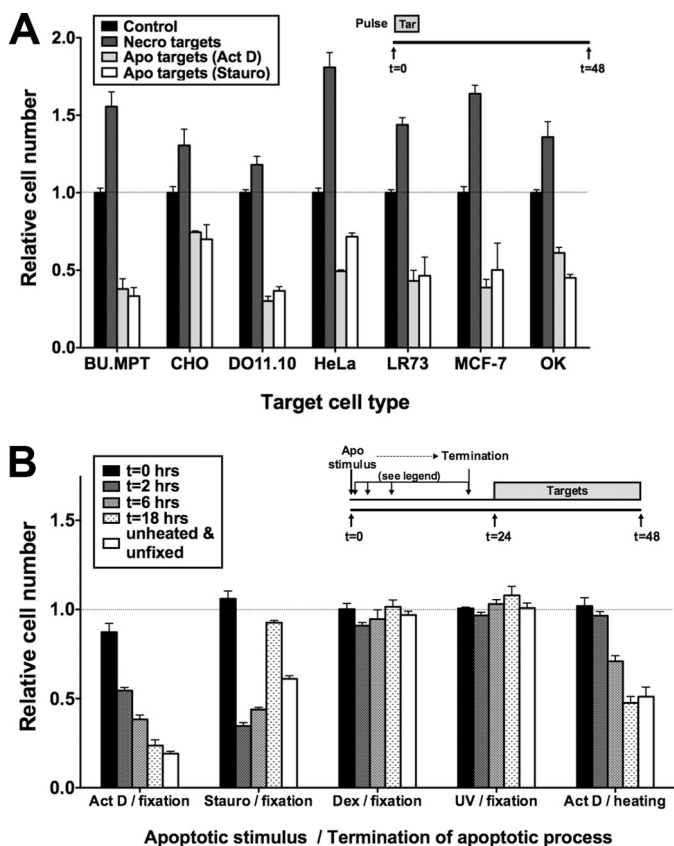 A
Control
Necro targets
Apo targets (Act D)
Apo targets (Stauro)
Pulse Tar
t=0
t=48
2.0
1.5
1.0
0.5
0.0
Relative cell number
BU.MPT CHO DO11.10 HeLa LR73 MCF-7 OK
Target cell type
B
t=0 hrs
t=2 hrs
t=6 hrs
t=18 hrs
unheated &
unfixed
Apo
stimulus
Termination
(see legend)
Targets
t=0
t=24
t=48
1.5
1.0
0.5
0.0
Relative cell number
Act D / fixation Stauro / fixation Dex / fixation UV / fixation Act D / heating
Apoptotic stimulus / Termination of apoptotic process